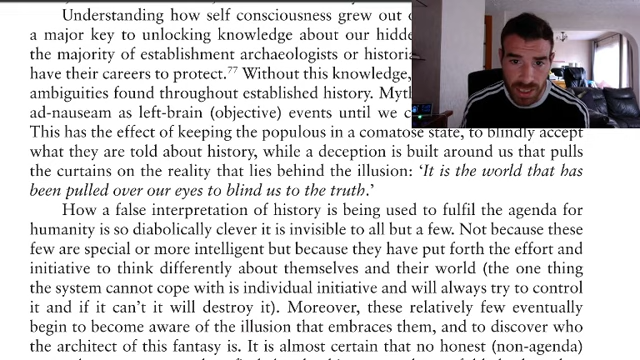 Understanding how self consciousness grew out
a major key to unlocking knowledge about our
the majority of establishment archaeologists or
have their careers to protect.⁷⁷ Without this knowledge,
ambiguities found throughout established history.
ad-nauseam as left-brain (objective) events until we
This has the effect of keeping the populous in a comatose state, to blindly accept
what they are told about history, while a deception is built around us that pulls
the curtains on the reality that lies behind the illusion: ‘It is the world that has
been pulled over our eyes to blind us to the truth.’
How a false interpretation of history is being used to fulfil the agenda for
humanity is so diabolically clever it is invisible to all but a few. Not because these
few are special or more intelligent but because they have put forth the effort and
initiative to think differently about themselves and their world (the one thing
the system cannot cope with is individual initiative and will always try to control
it and if it can’t it will destroy it). Moreover, these relatively few eventually
begin to become aware of the illusion that embraces them, and to discover who
the architect of this fantasy is. It is almost certain that no honest (non-agenda)